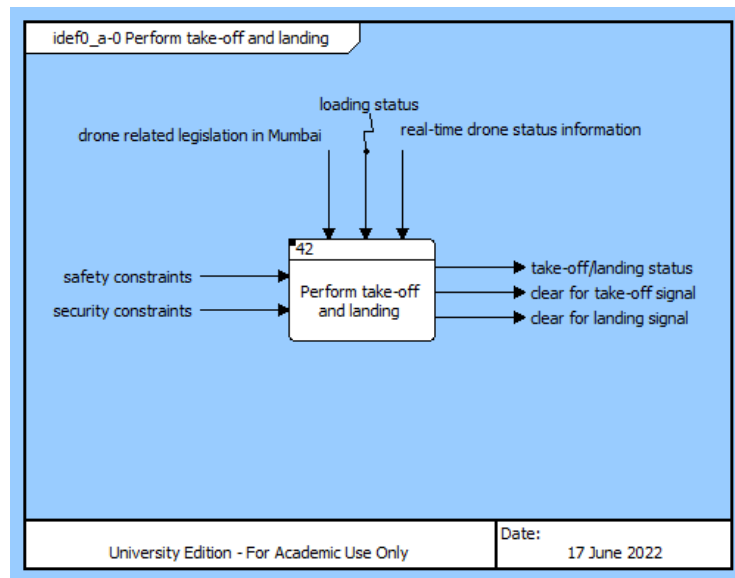 idef0_a-0 Perform take-off and landing
loading status
drone related legislation in Mumbai
real-time drone status information
42
Perform take-off
and landing
safety constraints
security constraints
take-off/landing status
clear for take-off signal
clear for landing signal
University Edition - For Academic Use Only
Date:
17 June 2022